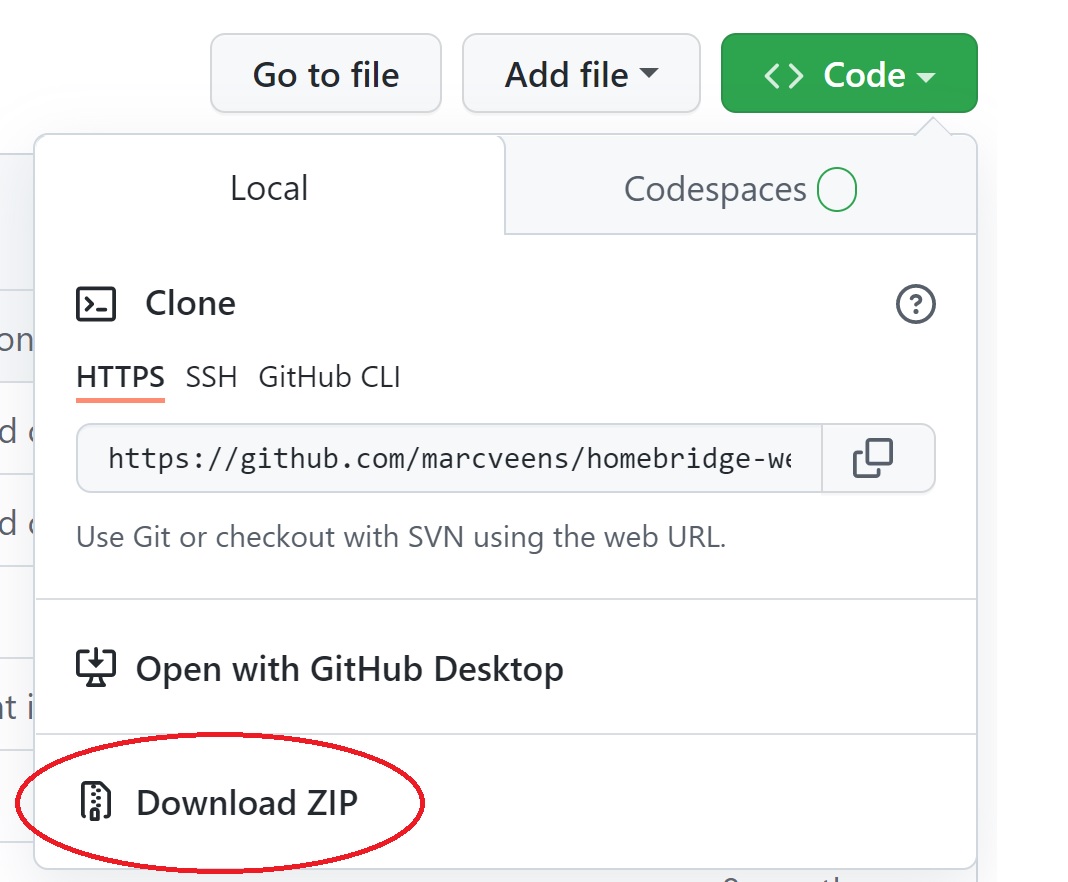 Go to file Add file Code
Local Codespaces
Clone
HTTPS SSH GitHub CLI
https://github.com/marcveens/homebridge-we
Use Git or checkout with SVN using the web URL.
Open with GitHub Desktop
Download ZIP